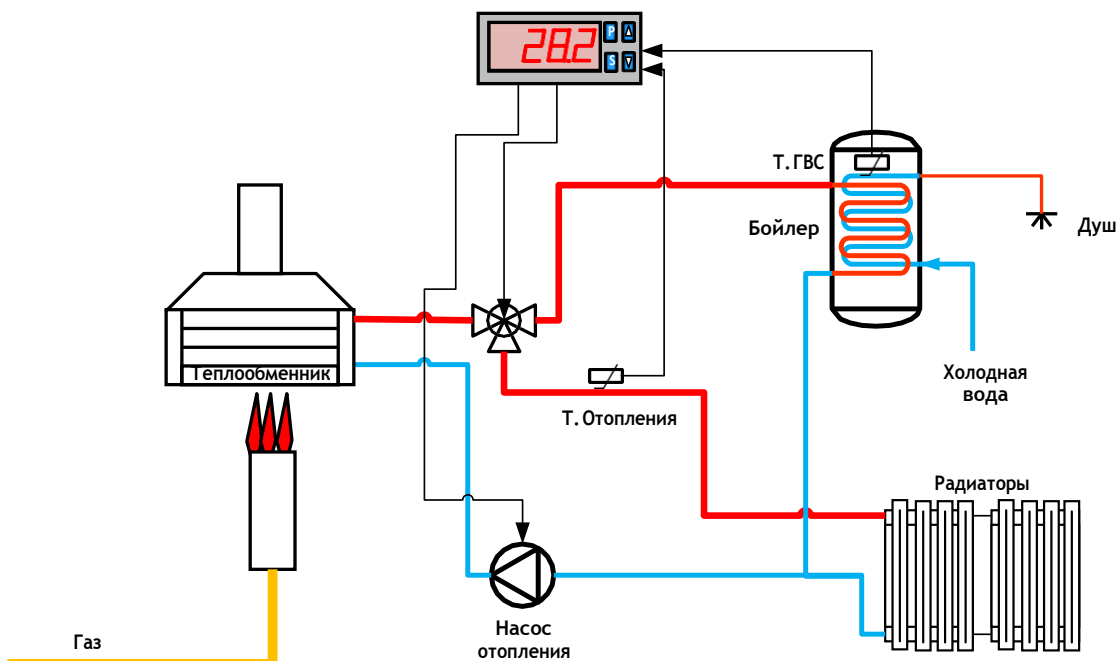 28.2
P
S
Т.ГВС
Бойлер
Душ
Теплообменник
Холодная
вода
Т.Отопления
Радиаторы
Насос
отопления
Газ